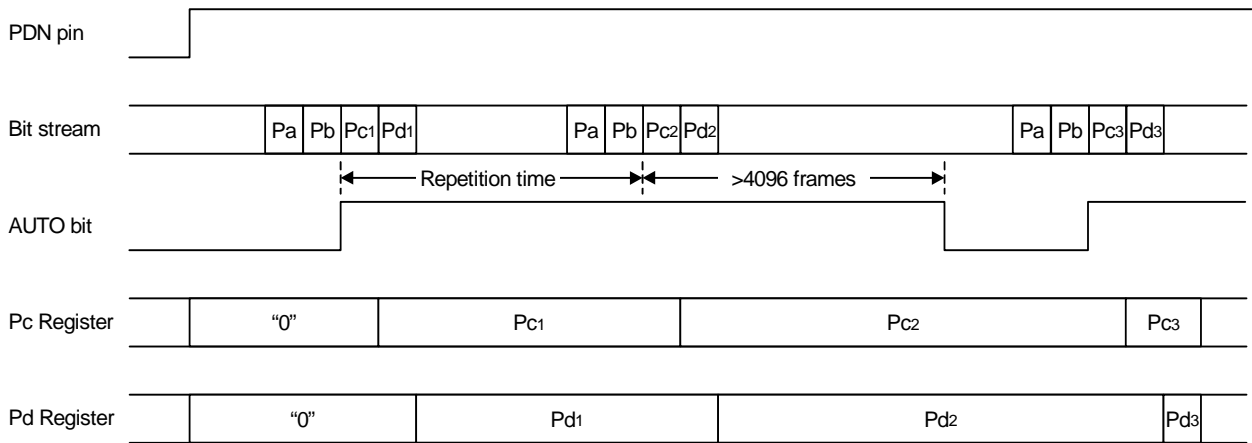 PDN pin
Bit stream Pa Pb Pc1 Pd1 Pa Pb Pc2 Pd2 Pa Pb Pc3 Pd3
Repetition time >4096 frames
AUTO bit
Pc Register “0” Pc1 Pc2 Pc3
Pd Register “0” Pd1 Pd2 Pd3